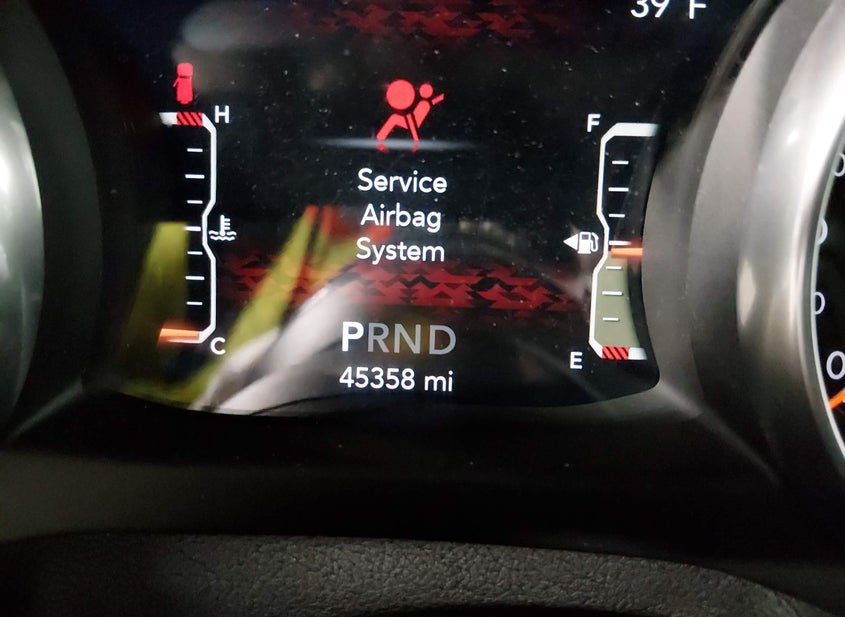 39 F
H
F
Service
Airbag
System
C
E
PRND
45358 mi